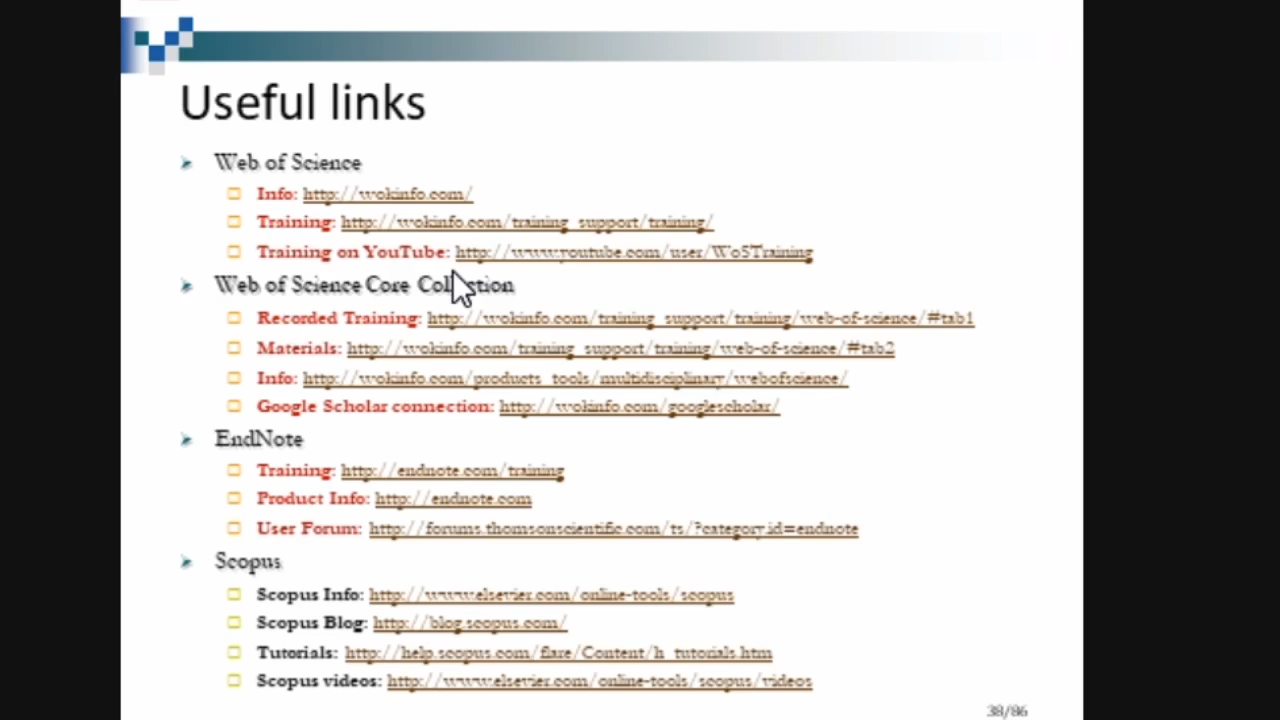 Useful links
Web of Science
Info: http://wokinfo.com/
Training: http://wokinfo.com/training_support/training/
Training on YouTube: http://www.youtube.com/user/WoSTraining
Web of Science Core Collection
Recorded Training: http://wokinfo.com/training_support/training/web-of-science/#tab1
Materials: http://wokinfo.com/training_support/training/web-of-science/#tab2
Info: http://wokinfo.com/products_tools/multidisciplinary/webofscience/
Google Scholar connection: http://wokinfo.com/googlescholar/
EndNote
Training: http://endnote.com/training
Product Info: http://endnote.com
User Forum: http://forums.thomsonscientific.com/ts/?category.id=endnote
Scopus
Scopus Info: http://www.elsevier.com/online-tools/scopus
Scopus Blog: http://blog.scopus.com/
Tutorials: http://help.scopus.com/flare/Content/h_tutorials.htm
Scopus videos: http://www.elsevier.com/online-tools/scopus/videos
38/86